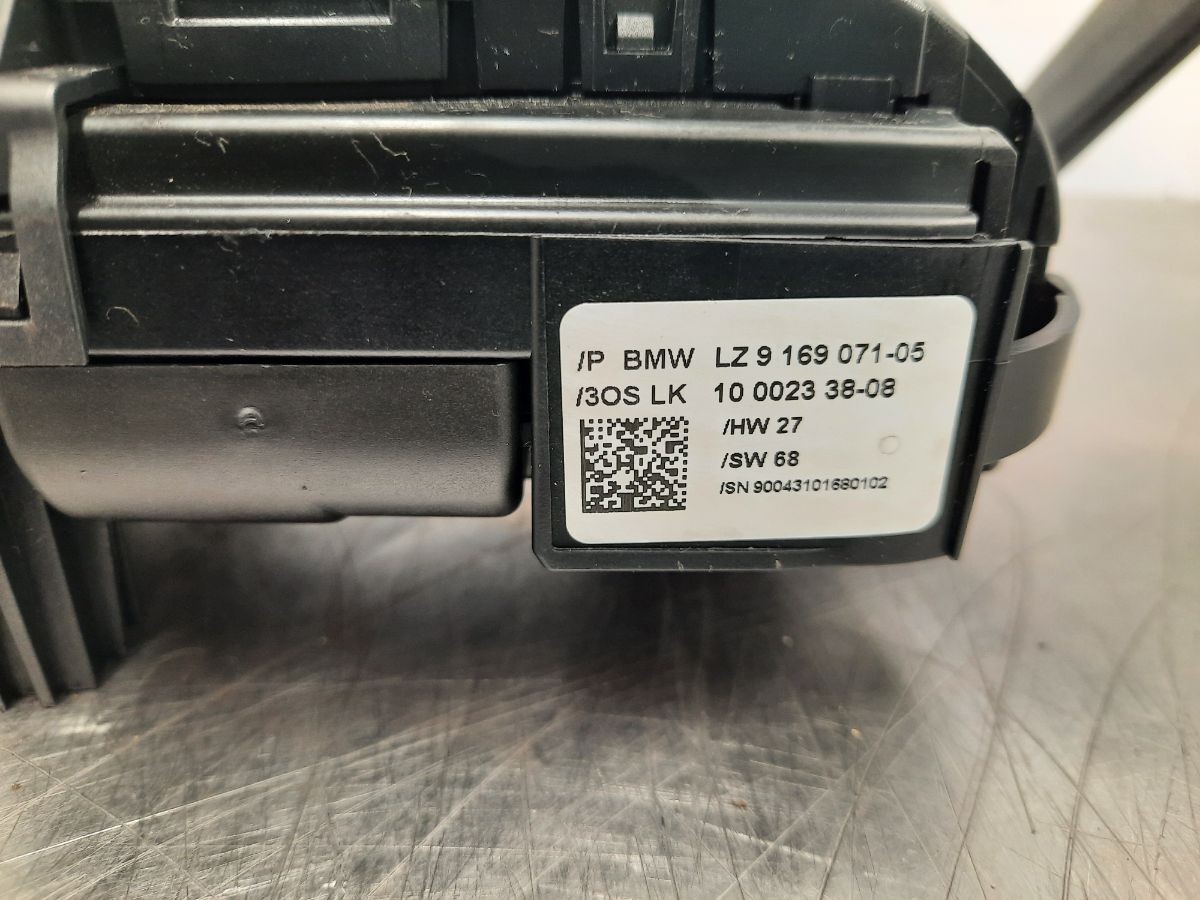 /P BMW LZ 9 169 071-05
/3OS LK 10 0023 38-08
/HW 27
/SW 68
/SN 90043101680102